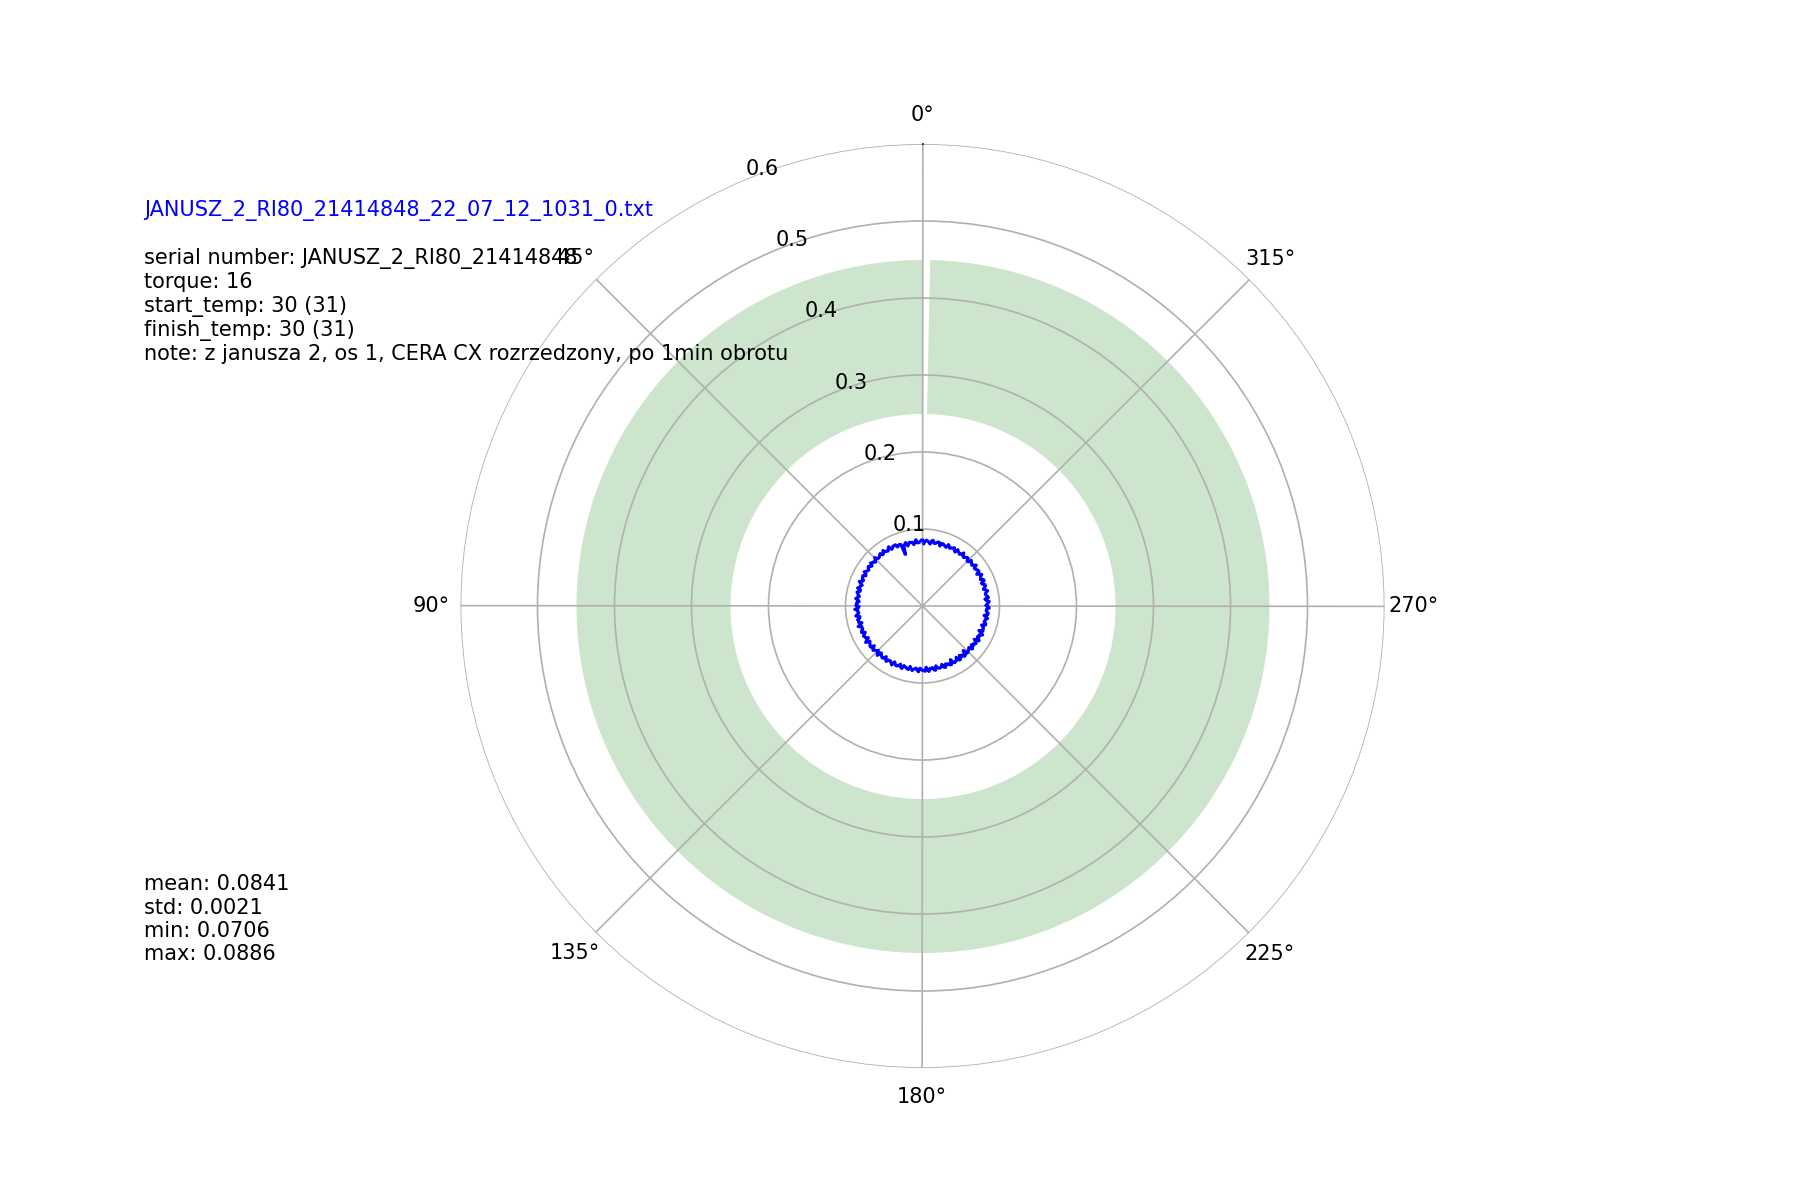 0°
0.6
JANUSZ_2_RI80_21414848_22_07_12_1031_0.txt
0.5
serial number: JANUSZ_2_RI80_21414848
45°
315°
torque: 16
start_temp: 30 (31)
0.4
finish_temp: 30 (31)
note: z janusza 2, os 1, CERA CX rozrzedzony, po 1min obrotu
0.3
0.2
0.1
90°
270°
mean: 0.0841
std: 0.0021
min: 0.0706
max: 0.0886
135°
225°
180°